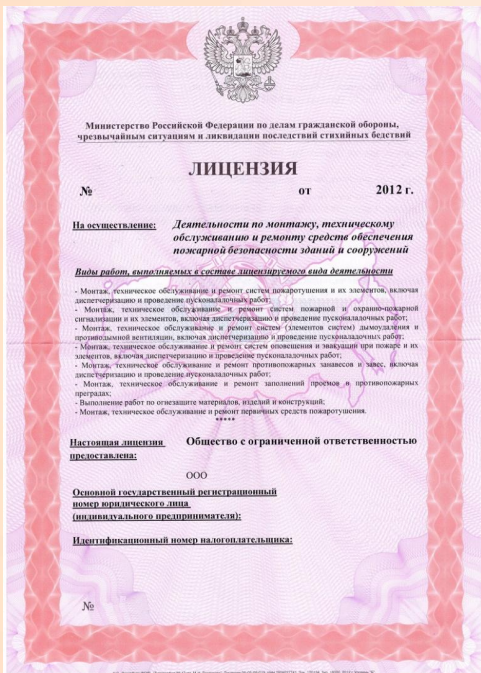 Министерство Российской Федерации по делам гражданской обороны,
чрезвычайным ситуациям и ликвидации последствий стихийных бедствий
ЛИЦЕНЗИЯ
№ от 2012 г.
На осуществление: Деятельности по монтажу, техническому
обслуживанию и ремонту средств обеспечения
пожарной безопасности зданий и сооружений
Виды работ, выполняемых в составе лицензируемого вида деятельности
- Монтаж, техническое обслуживание и ремонт систем пожаротушения и их элементов, включая
диспетчеризацию и проведение пусконаладочных работ;
- Монтаж, техническое обслуживание и ремонт систем пожарной и охранно-пожарной
сигнализации и их элементов, включая диспетчеризацию и проведение пусконаладочных работ;
- Монтаж, техническое обслуживание и ремонт систем (элементов систем) дымоудаления и
противодымной вентиляции, включая диспетчеризацию и проведение пусконаладочных работ;
- Монтаж, техническое обслуживание и ремонт систем оповещения и эвакуации при пожаре и их
элементов, включая диспетчеризацию и проведение пусконаладочных работ;
- Монтаж, техническое обслуживание и ремонт противопожарных занавесов и завес, включая
диспетчеризацию и проведение пусконаладочных работ;
- Монтаж, техническое обслуживание и ремонт заполнений проемов в противопожарных
преградах;
- Выполнение работ по огнезащите материалов, изделий и конструкций;
- Монтаж, техническое обслуживание и ремонт первичных средств пожаротушения.
*****
Настоящая лицензия Общество с ограниченной ответственностью
предоставлена:
ООО
Основной государственный регистрационный
номер юридического лица
(индивидуального предпринимателя):
Идентификационный номер налогоплательщика:
№